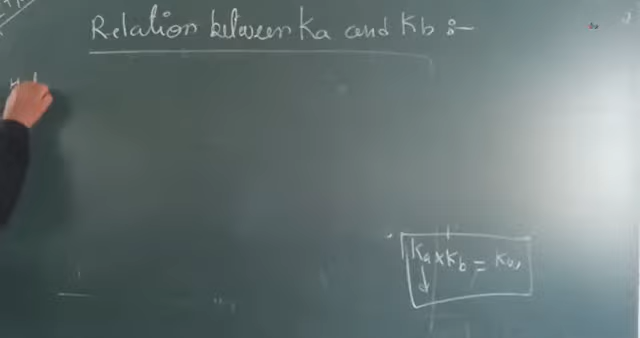 Relation between Ka and Kb :-
H
Ka x Kb = Kw